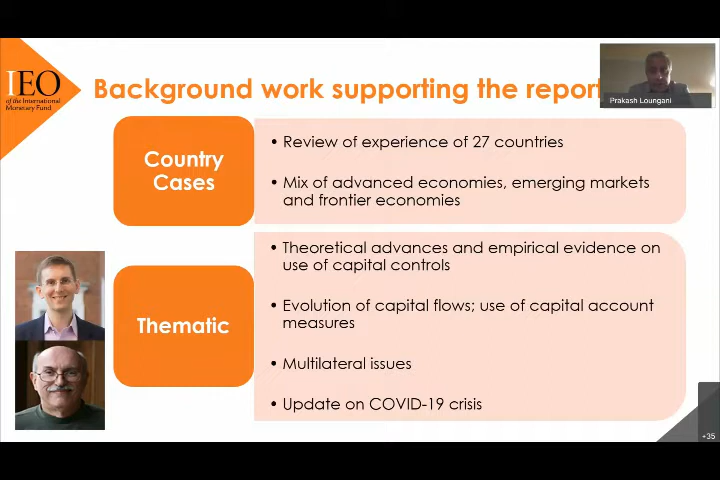 IEO
of the International
Monetary Fund
Background work supporting the report
Prakash Loungani
Country
Cases
• Review of experience of 27 countries
• Mix of advanced economies, emerging markets
and frontier economies
Thematic
• Theoretical advances and empirical evidence on
use of capital controls
• Evolution of capital flows; use of capital account
measures
• Multilateral issues
• Update on COVID-19 crisis
+35